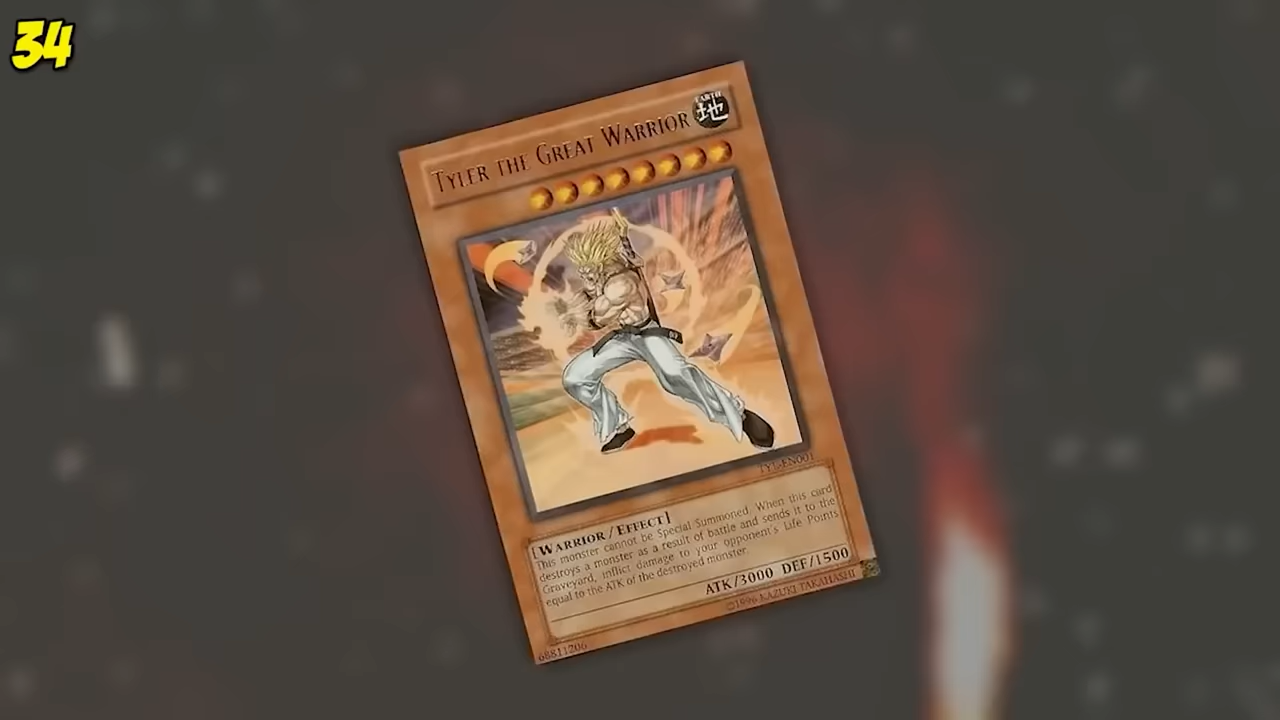 34
TYLER THE GREAT WARRIOR
EARTH
地
TYL-EN001
[WARRIOR / EFFECT]
This monster cannot be Special Summoned. When this card
destroys a monster as a result of battle and sends it to the
Graveyard, inflict damage to your opponent's Life Points
equal to the ATK of the destroyed monster.
ATK/3000 DEF/1500
68811206
©1996 KAZUKI TAKAHASHI